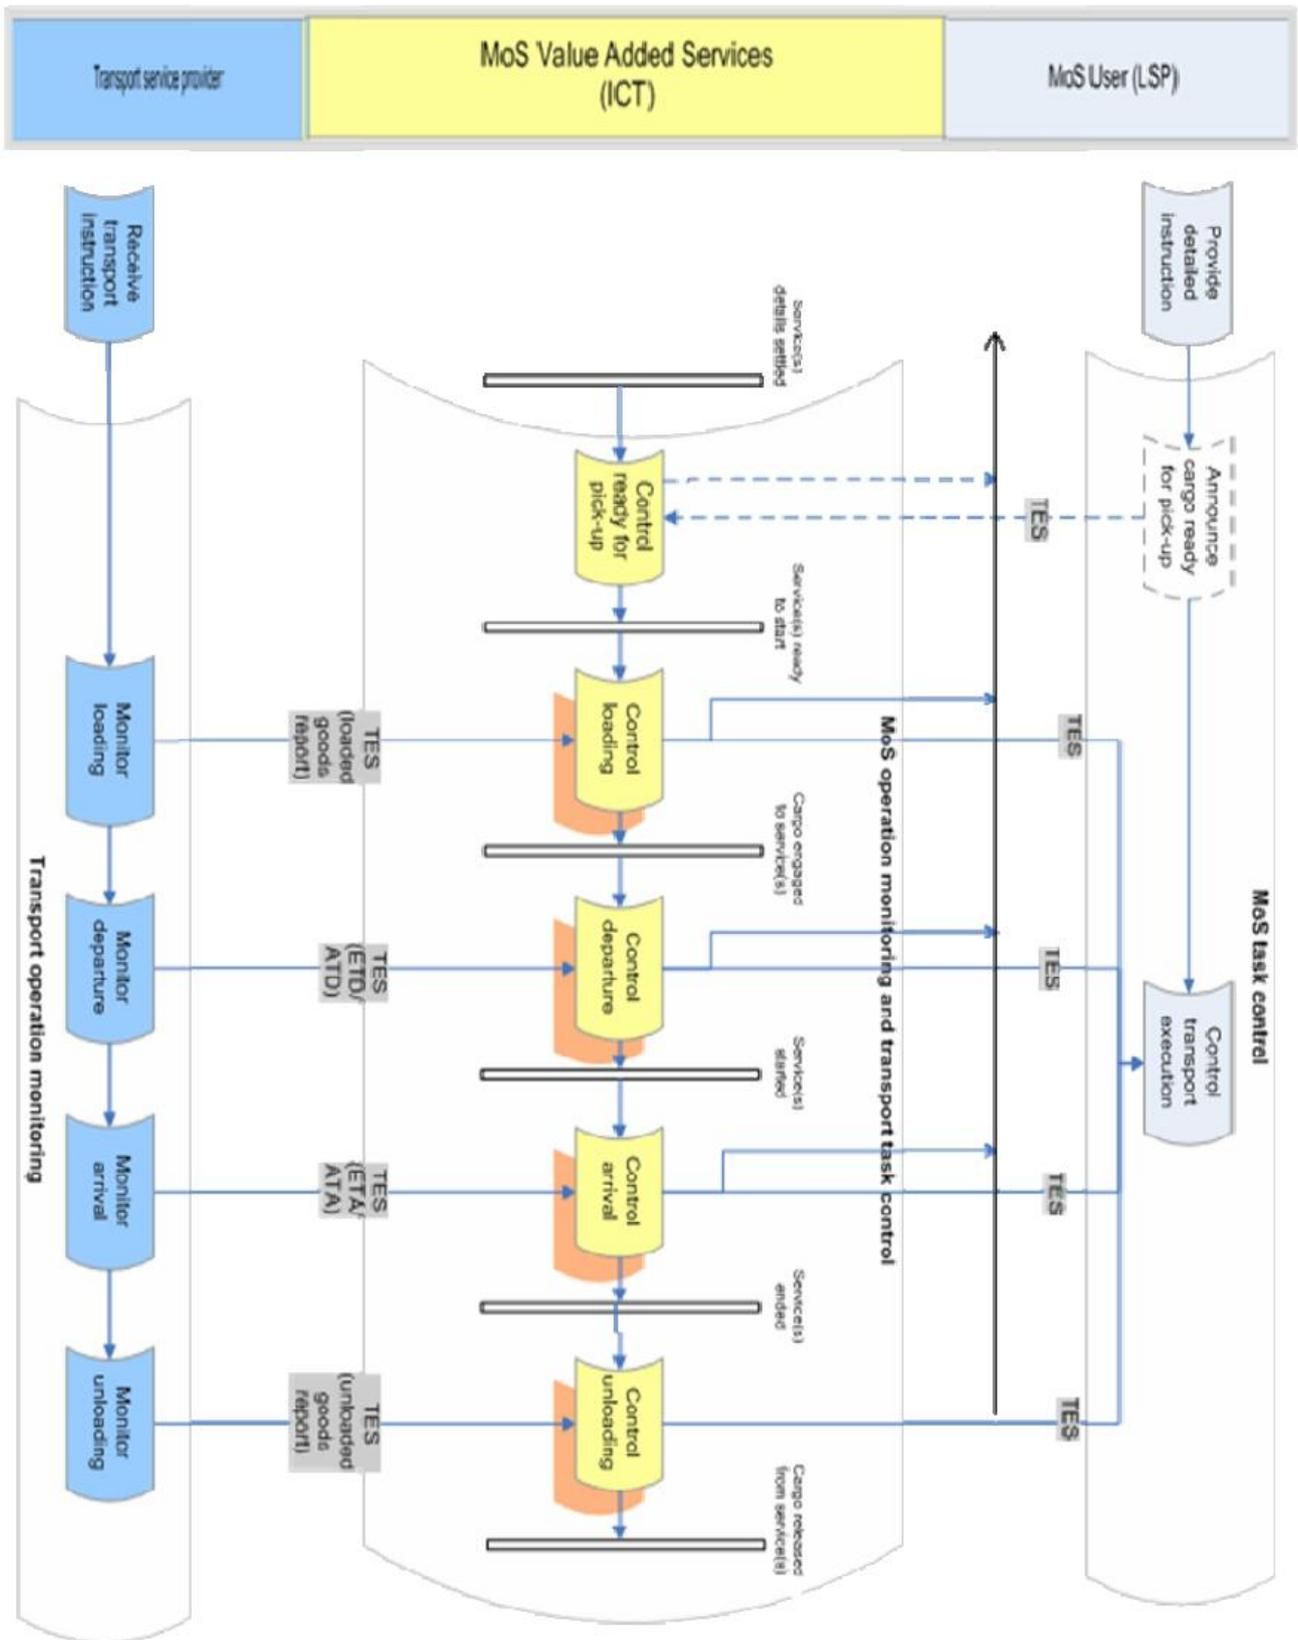 Transport service provider
MoS Value Added Services
(ICT)
MoS User (LSP)
Receive
transport
instruction
Monitor
loading
Monitor
departure
Monitor
arrival
Monitor
unloading
Transport operation monitoring
TES
(loaded
goods
report)
TES
(ETD/
ATD)
TES
(ETA/
ATA)
TES
(unloaded
goods
report)
Service(s)
details settled
Control
ready for
pick-up
Service(s) ready
to start
Control
loading
Cargo engaged
to service(s)
Control
departure
Service(s)
started
Control
arrival
Service(s)
ended
Control
unloading
Cargo released
from service(s)
MoS operation monitoring and transport task control
TES
TES
TES
TES
TES
Provide
detailed
instruction
Announce
cargo ready
for pick-up
Control
transport
execution
MoS task control